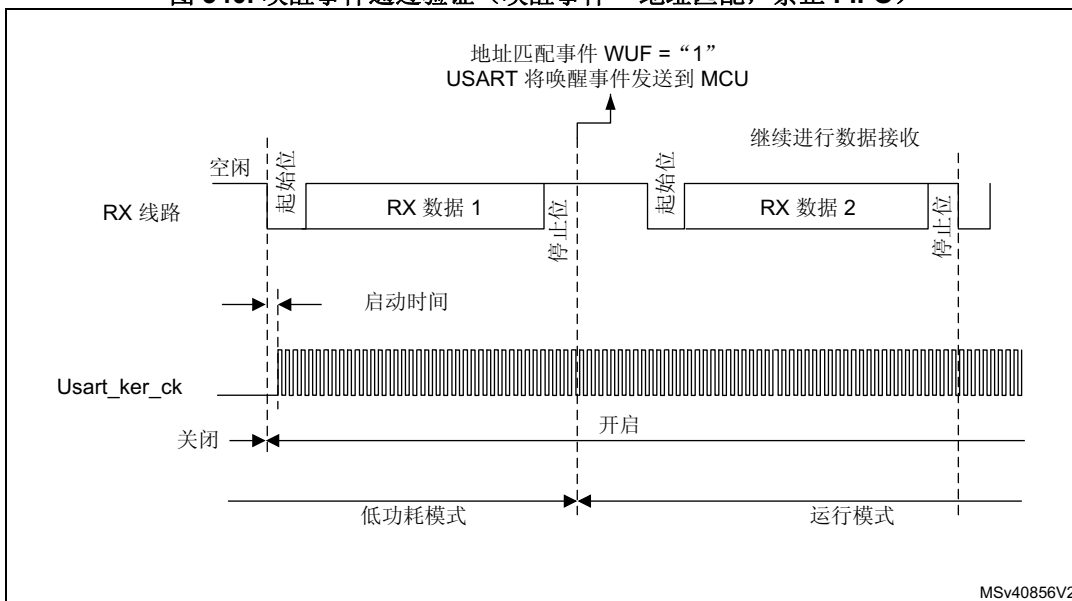 地址匹配事件 WUF = “1”
USART 将唤醒事件发送到 MCU
继续进行数据接收
空闲
起始位
起始位
RX 线路
RX 数据 1
停止位
RX 数据 2
停止位
启动时间
Usart_ker_ck
关闭
开启
低功耗模式
运行模式
MSv40856V2